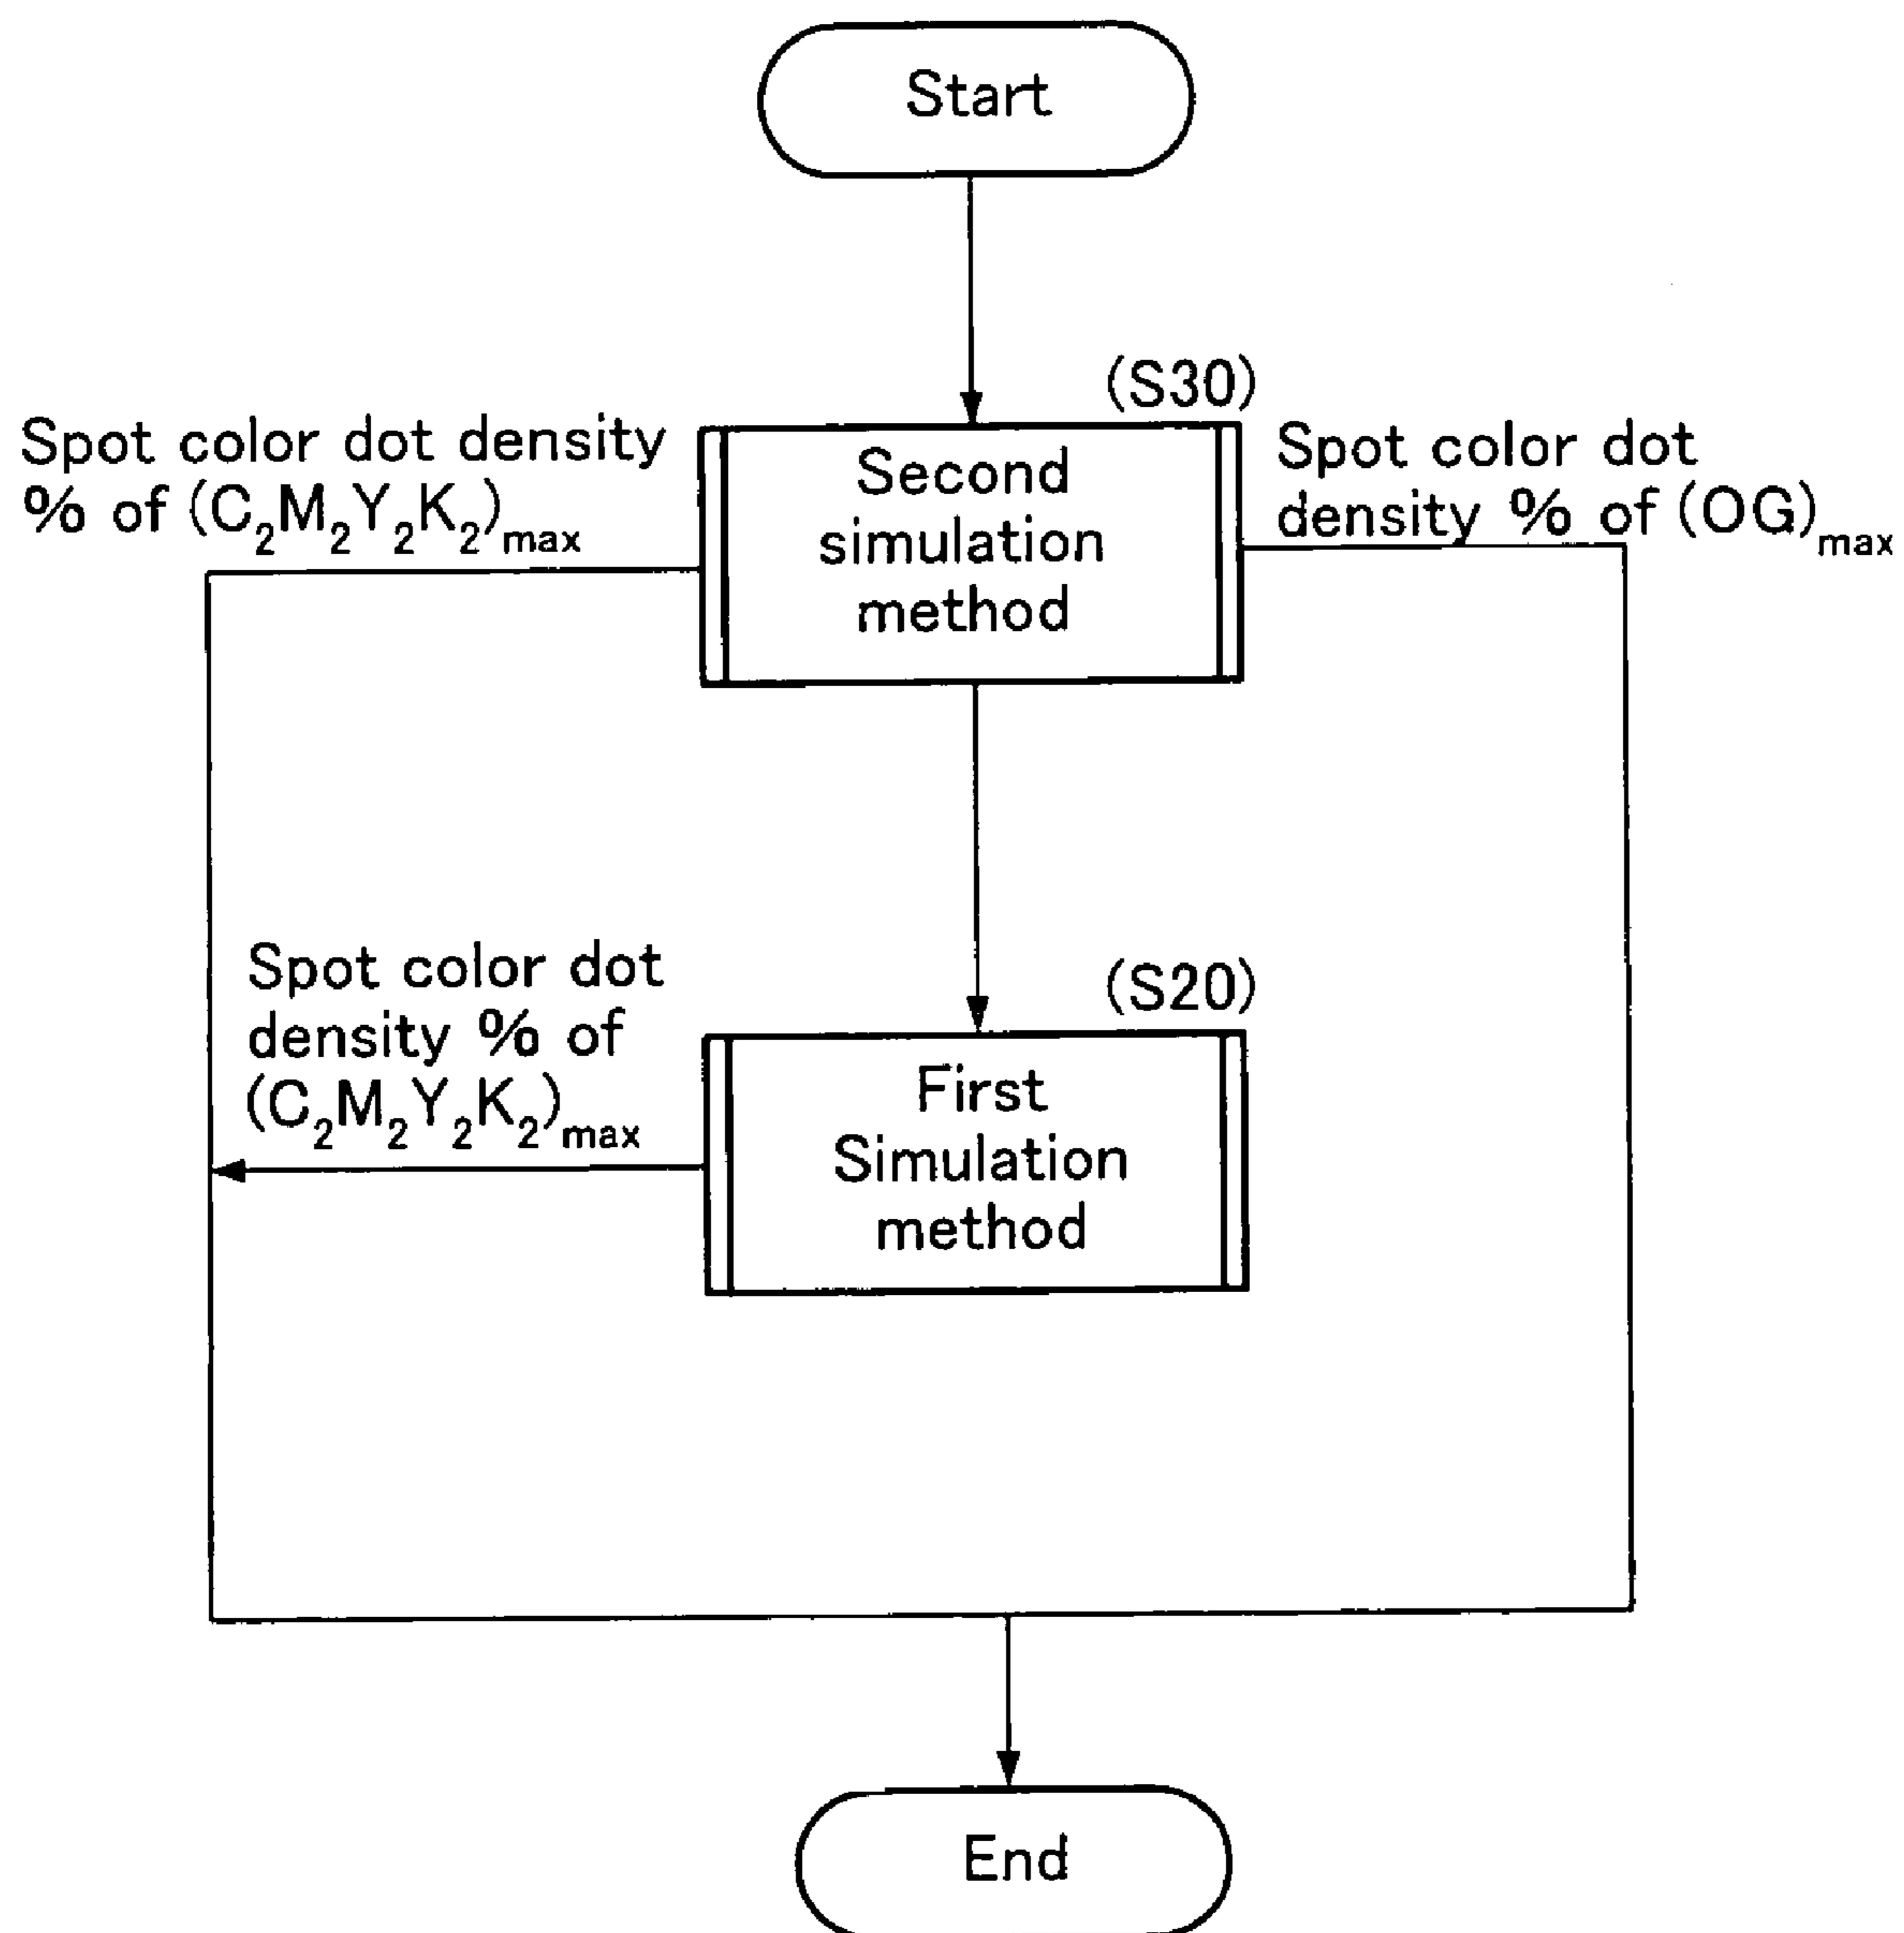 Start
(S30)
Spot color dot density
% of (C₂M₂Y₂K₂)max
Second
simulation
method
Spot color dot
density % of (OG)max
(S20)
Spot color dot
density % of
(C₂M₂Y₂K₂)max
First
Simulation
method
End